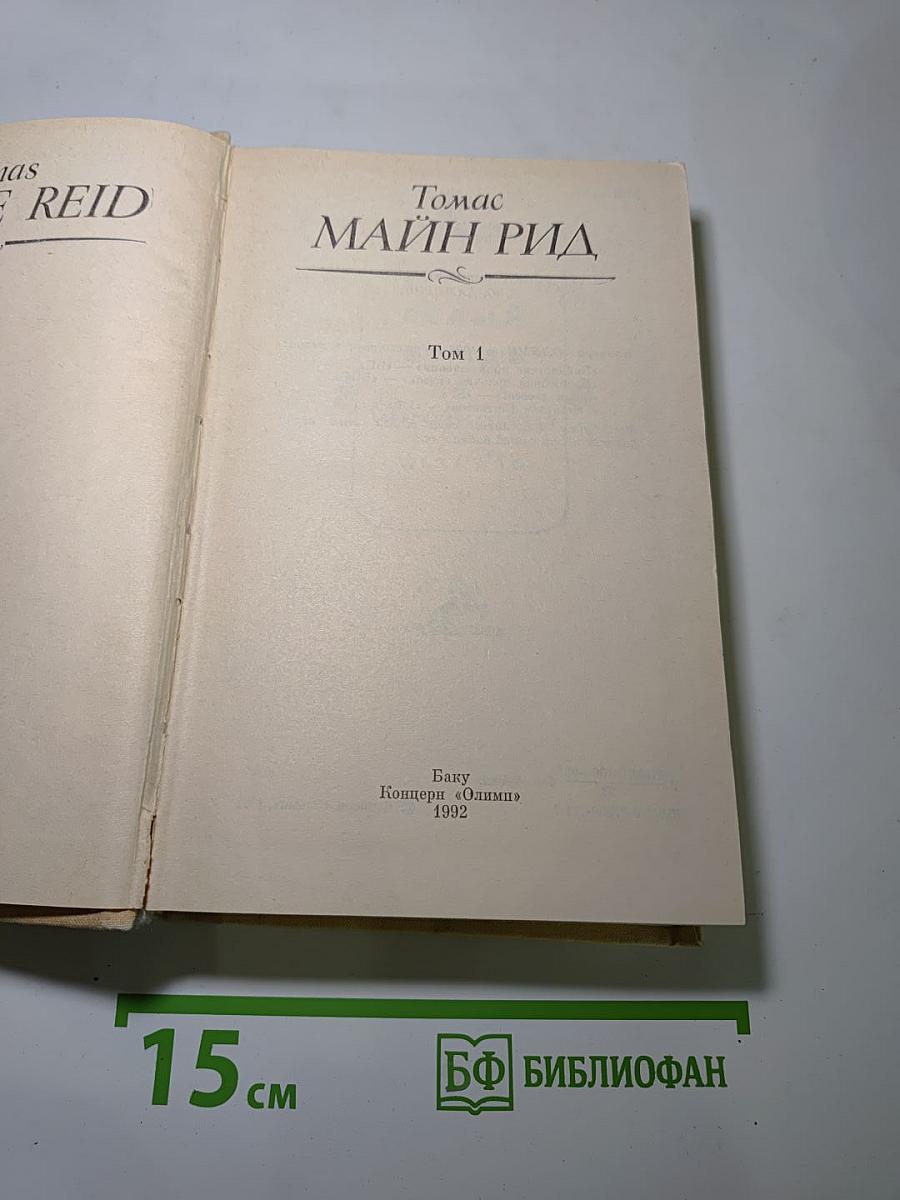 mas
E REID
Томас
МАЙН РИД
Том 1
Баку
Концерн «Олимп»
1992
15 см
БФ БИБЛИОФАН